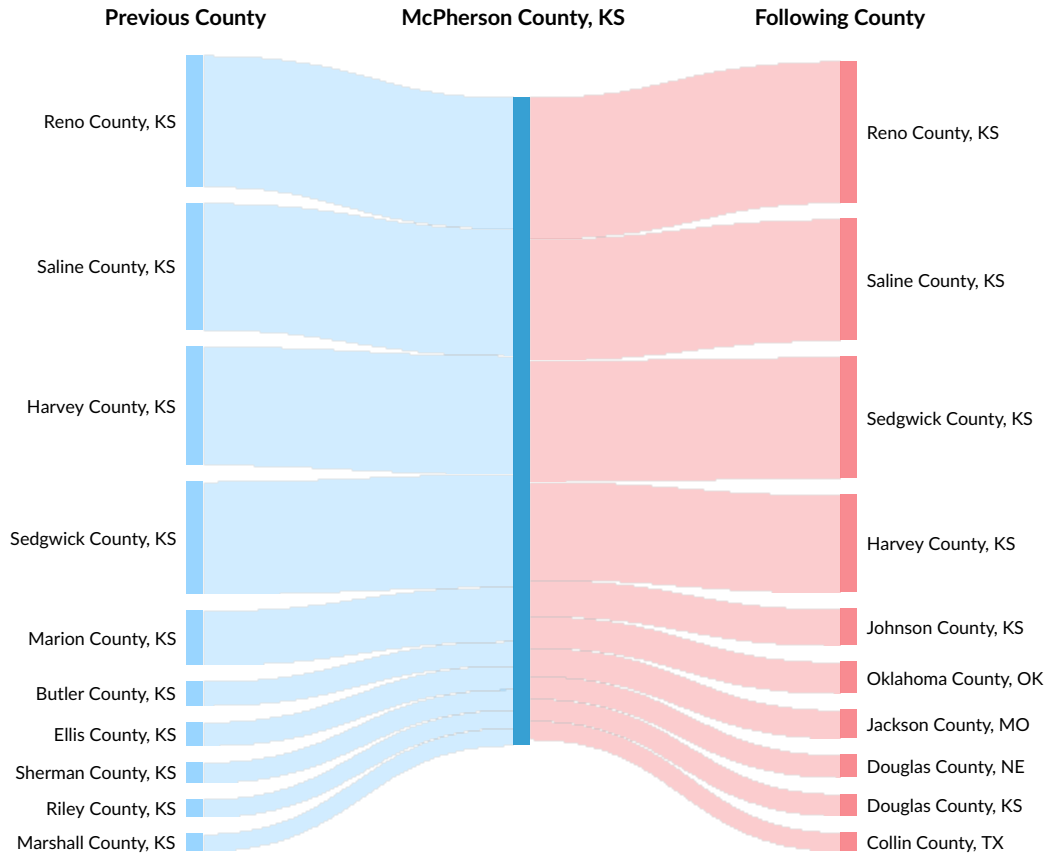 Previous County
McPherson County, KS
Following County
Reno County, KS
Saline County, KS
Harvey County, KS
Sedgwick County, KS
Marion County, KS
Butler County, KS
Ellis County, KS
Sherman County, KS
Riley County, KS
Marshall County, KS
Reno County, KS
Saline County, KS
Sedgwick County, KS
Harvey County, KS
Johnson County, KS
Oklahoma County, OK
Jackson County, MO
Douglas County, NE
Douglas County, KS
Collin County, TX